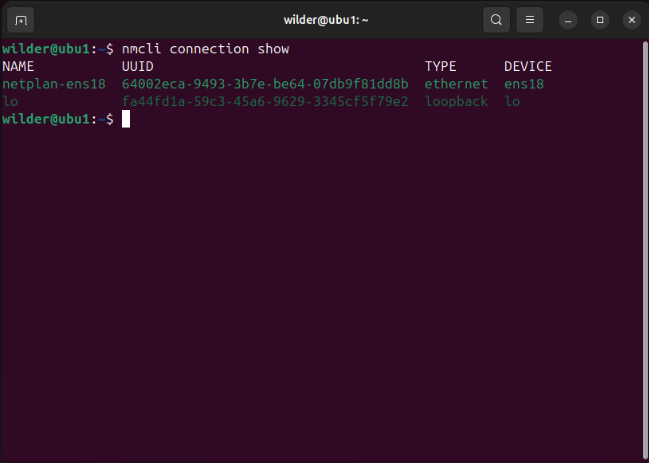 wilder@ubu1: ~
wilder@ubu1:~$ nmcli connection show
NAME UUID TYPE DEVICE
netplan-ens18 64002eca-9493-3b7e-be64-07db9f81dd8b ethernet ens18
lo fa44fd1a-59c3-45a6-9629-3345cf5f79e2 loopback lo
wilder@ubu1:~$